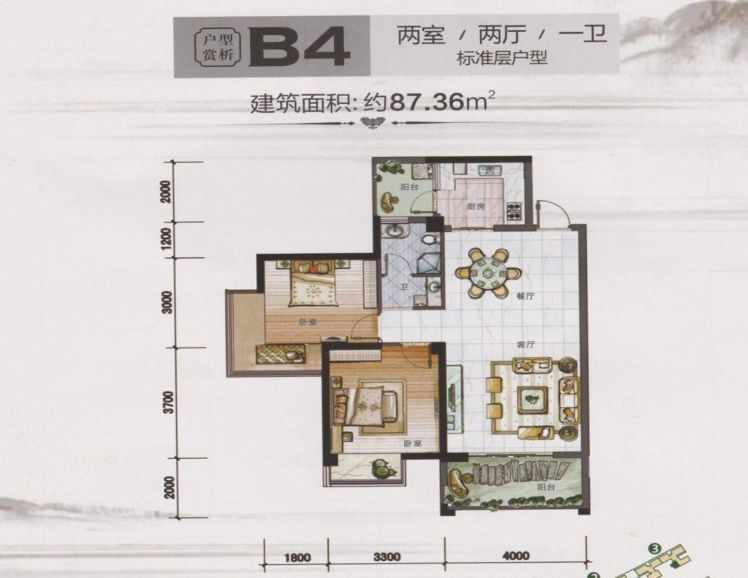 户型
赏析
B4
两室 / 两厅 / 一卫
标准层户型
建筑面积: 约87.36m²
阳台
厨房
卫
餐厅
卧室
客厅
卧室
阳台
2000
1200
3000
3700
2000
1800
3300
4000
3
2